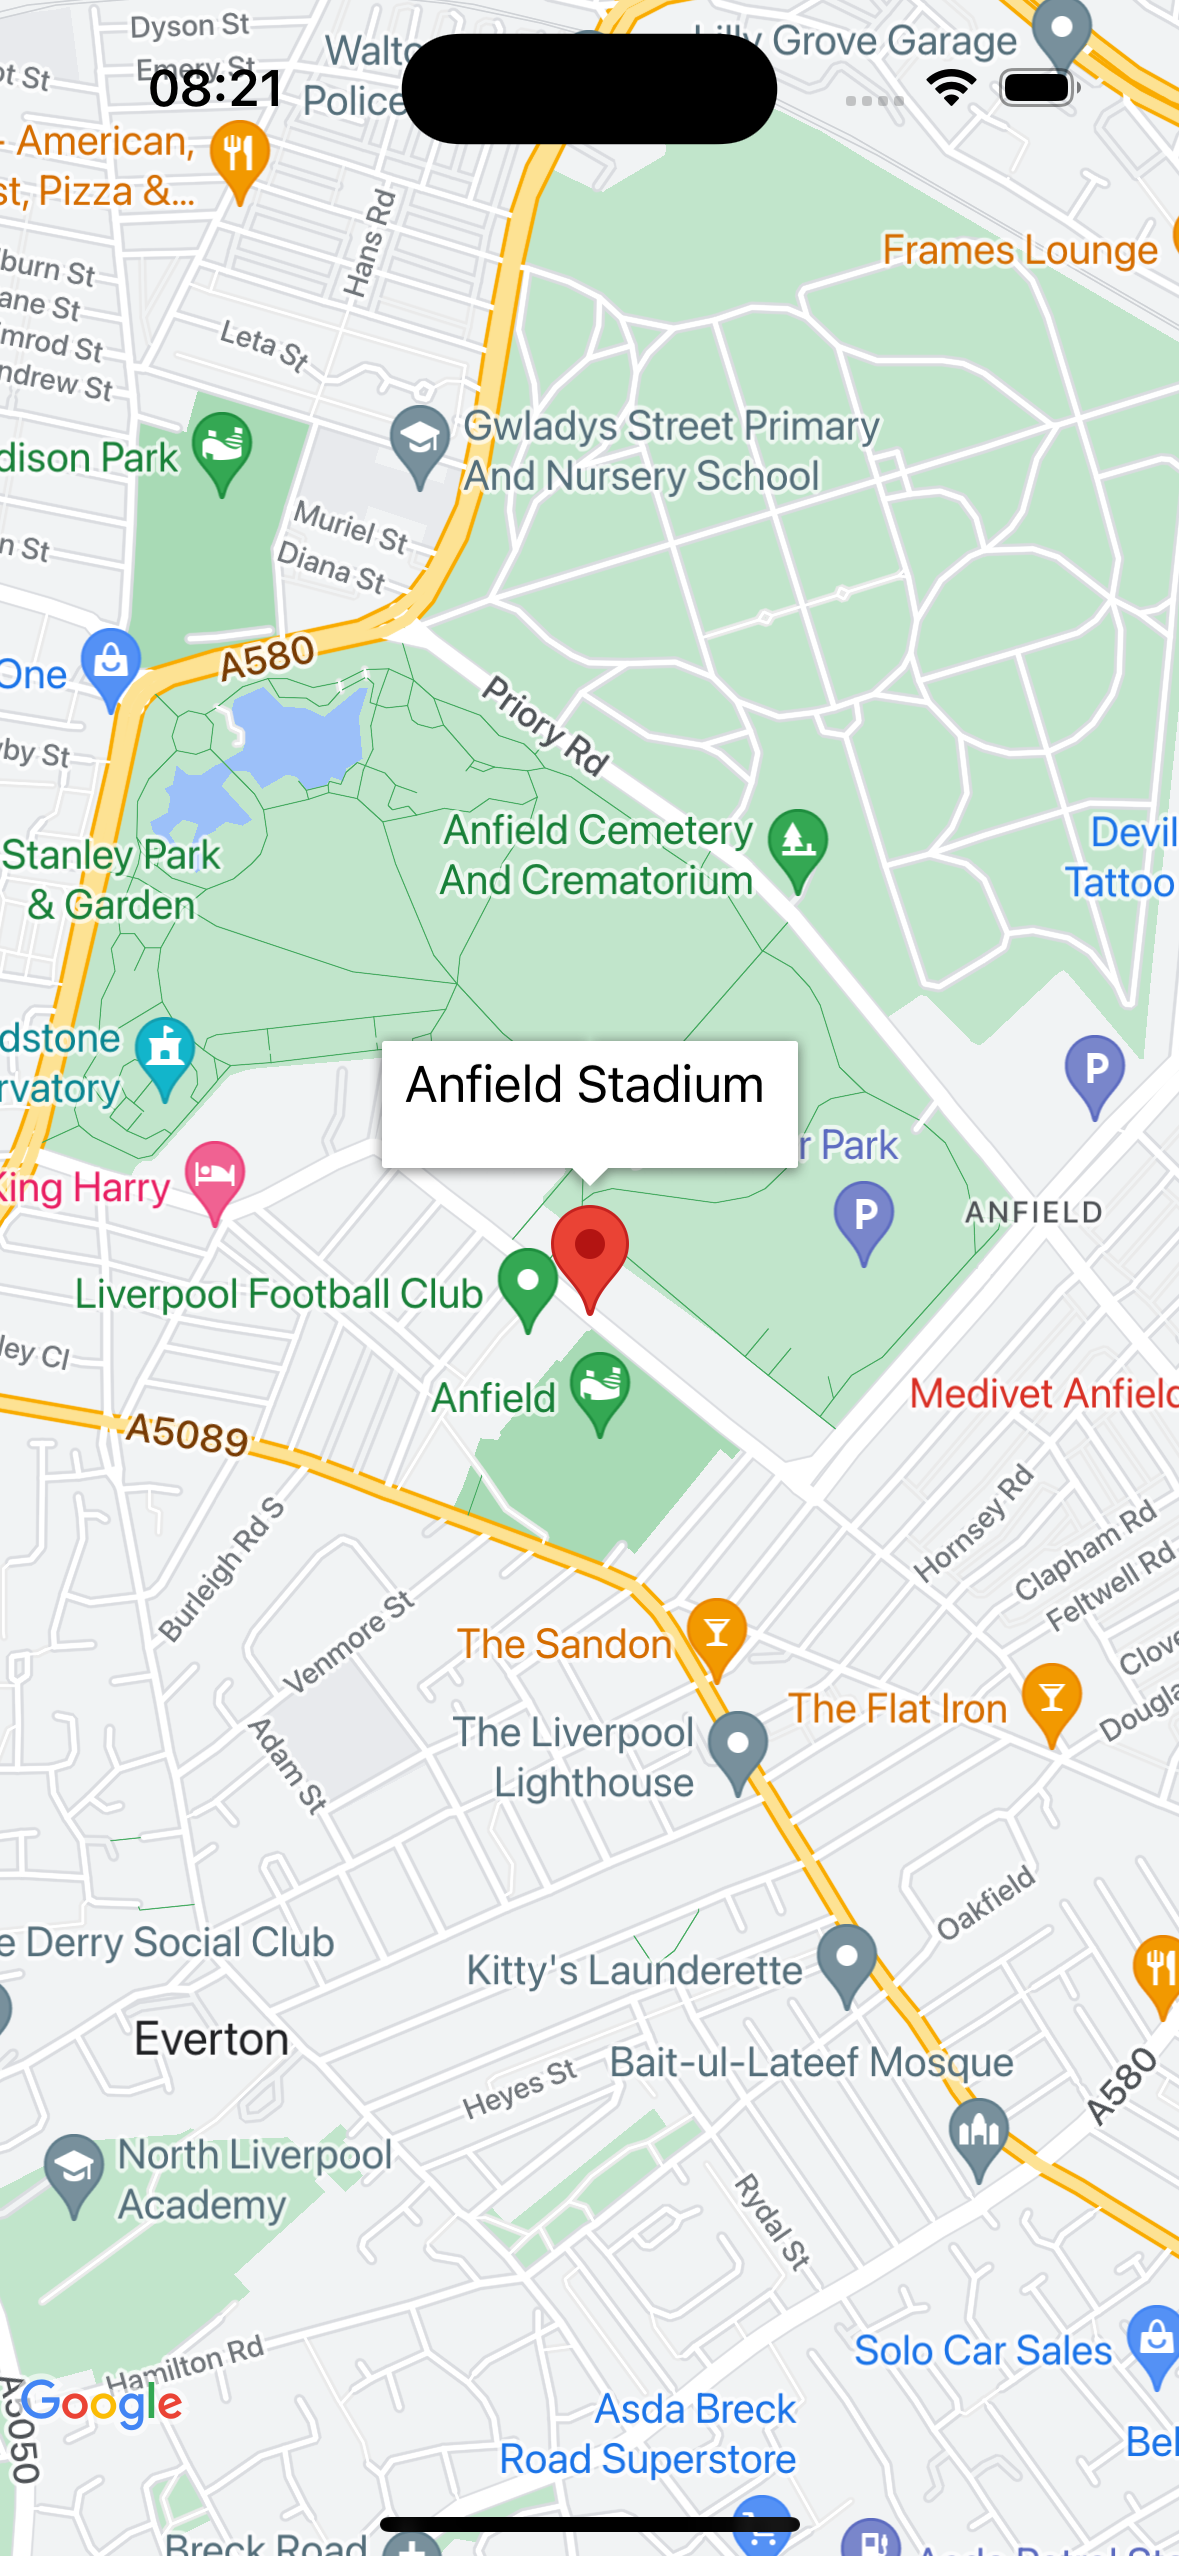 Dyson St
Emery St
08:21
Grove Garage
- American,
st, Pizza &...
Hans Rd
Frames Lounge
burn St
ane St
mrod St
ndrew St
Leta St
dison Park
Gwladys Street Primary
And Nursery School
Muriel St
Diana St
n St
A580
One
Priory Rd
by St
Stanley Park
& Garden
Anfield Cemetery
And Crematorium
Devil
Tattoo
dstone
rvatory
Anfield Stadium
r Park
King Harry
ANFIELD
Liverpool Football Club
ley Cl
Anfield
Medivet Anfield
A5089
Burleigh Rd S
Hornsey Rd
Clapham Rd
Feltwell Rd
Venmore St
The Sandon
Clove
Dougla
The Flat Iron
The Liverpool
Lighthouse
Adam St
Oakfield
e Derry Social Club
Kitty's Launderette
Everton
Bait-ul-Lateef Mosque
Heyes St
A580
North Liverpool
Academy
Rydal St
Solo Car Sales
Hamilton Rd
A5050
Google
Asda Breck
Road Superstore
Bel
Breck Road